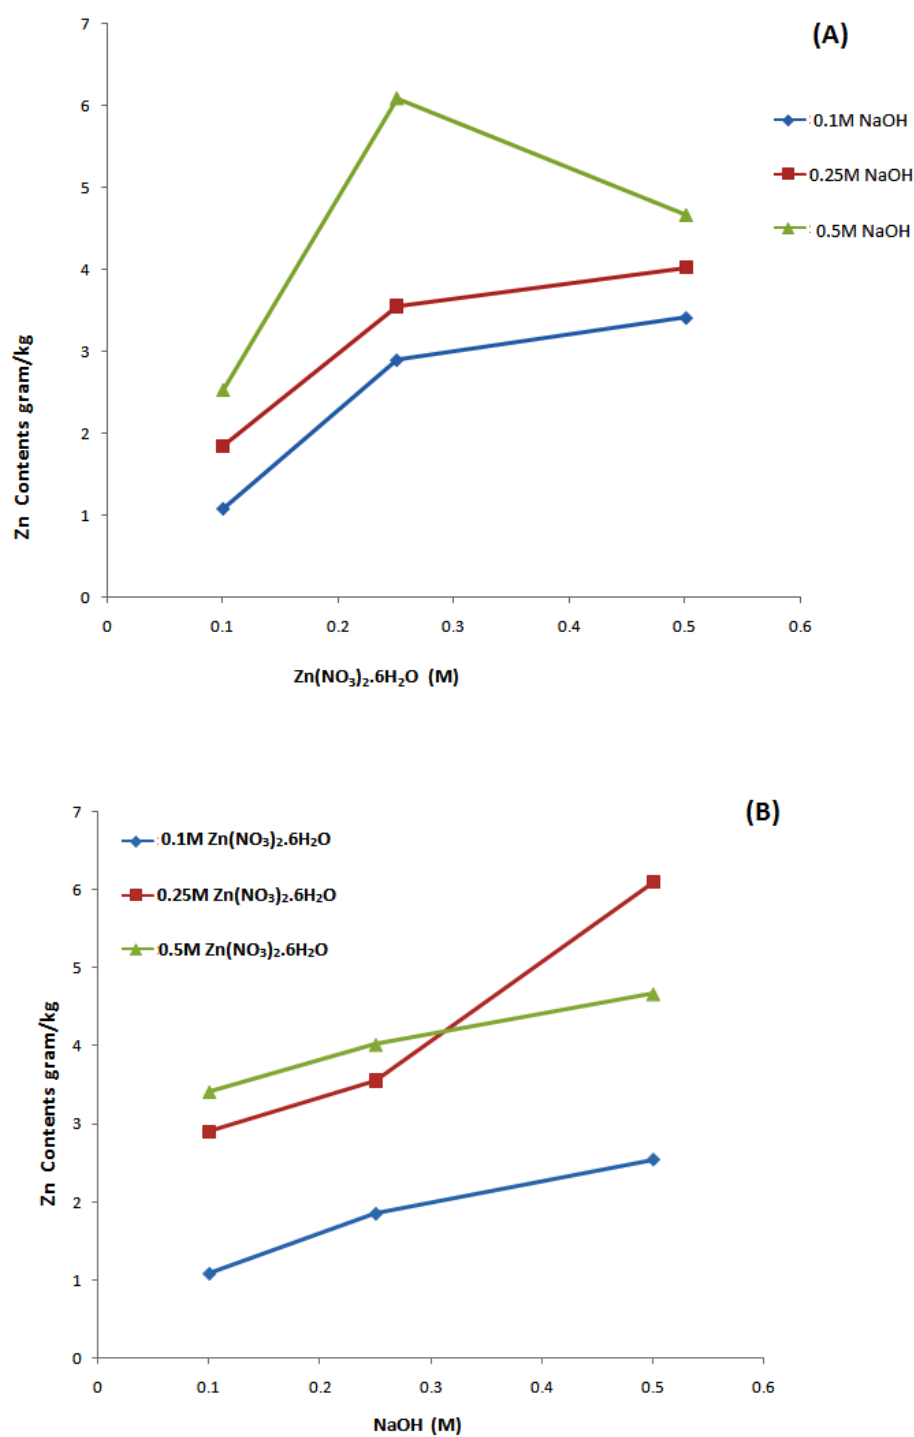 (A)
7
6
5
4
3
2
1
0
Zn Contents gram/kg
0 0.1 0.2 0.3 0.4 0.5 0.6
Zn(NO₃)₂.6H₂O (M)
0.1M NaOH
0.25M NaOH
0.5M NaOH
(B)
7
6
5
4
3
2
1
0
Zn Contents gram/kg
0.1M Zn(NO₃)₂.6H₂O
0.25M Zn(NO₃)₂.6H₂O
0.5M Zn(NO₃)₂.6H₂O
0 0.1 0.2 0.3 0.4 0.5 0.6
NaOH (M)